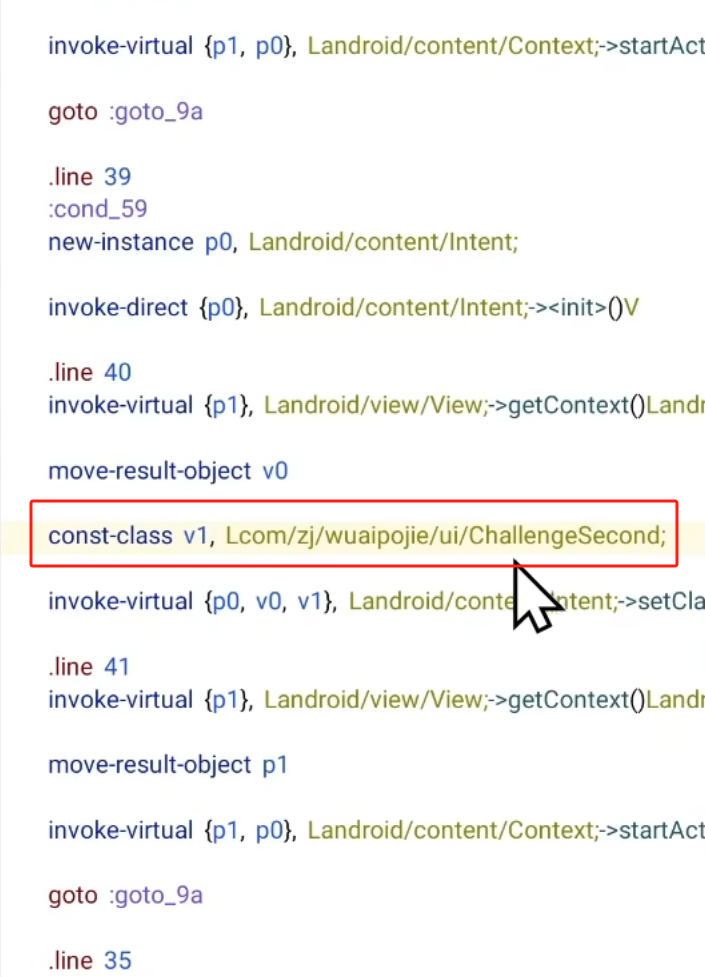 invoke-virtual {p1, p0}, Landroid/content/Context;->startAct
goto :goto_9a
.line 39
:cond_59
new-instance p0, Landroid/content/Intent;
invoke-direct {p0}, Landroid/content/Intent;-><init>()V
.line 40
invoke-virtual {p1}, Landroid/view/View;->getContext()Landr
move-result-object v0
const-class v1, Lcom/zj/wuaipojie/ui/ChallengeSecond;
invoke-virtual {p0, v0, v1}, Landroid/conte ntent;->setCla
.line 41
invoke-virtual {p1}, Landroid/view/View;->getContext()Landr
move-result-object p1
invoke-virtual {p1, p0}, Landroid/content/Context;->startAct
goto :goto_9a
.line 35